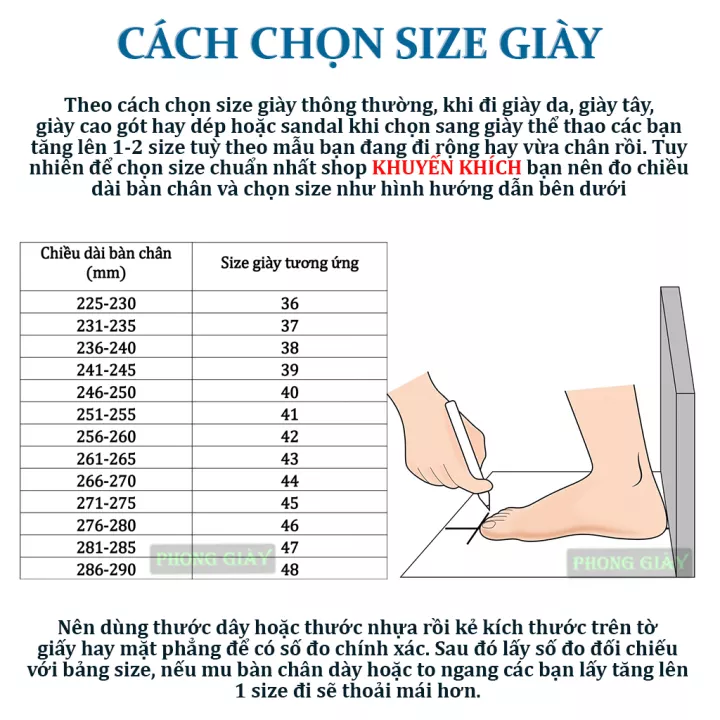 CÁCH CHỌN SIZE GIÀY
Theo cách chọn size giày thông thường, khi đi giày da, giày tây,
giày cao gót hay dép hoặc sandal khi chọn sang giày thể thao các bạn
tăng lên 1-2 size tuỳ theo mẫu bạn đang đi rộng hay vừa chân rồi. Tuy
nhiên để chọn size chuẩn nhất shop KHUYẾN KHÍCH bạn nên đo chiều
dài bàn chân và chọn size như hình hướng dẫn bên dưới
Chiều dài bàn chân
(mm)
Size giày tương ứng
225-230 36
231-235 37
236-240 38
241-245 39
246-250 40
251-255 41
256-260 42
261-265 43
266-270 44
271-275 45
276-280 46
281-285 47
286-290 48
PHONG GIÀY
PHONG GIÀY
Nên dùng thước dây hoặc thước nhựa rồi kẻ kích thước trên tờ
giấy hay mặt phẳng để có số đo chính xác. Sau đó lấy số đo đối chiếu
với bảng size, nếu mu bàn chân dày hoặc to ngang các bạn lấy tăng lên
1 size đi sẽ thoải mái hơn.